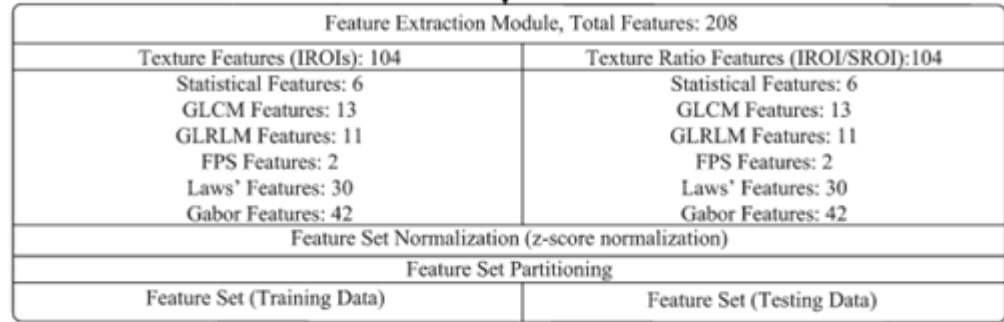 Feature Extraction Module, Total Features: 208
Texture Features (IROIs): 104
Texture Ratio Features (IROI/SROI):104
Statistical Features: 6
GLCM Features: 13
GLRLM Features: 11
FPS Features: 2
Laws’ Features: 30
Gabor Features: 42
Statistical Features: 6
GLCM Features: 13
GLRLM Features: 11
FPS Features: 2
Laws’ Features: 30
Gabor Features: 42
Feature Set Normalization (z-score normalization)
Feature Set Partitioning
Feature Set (Training Data)
Feature Set (Testing Data)